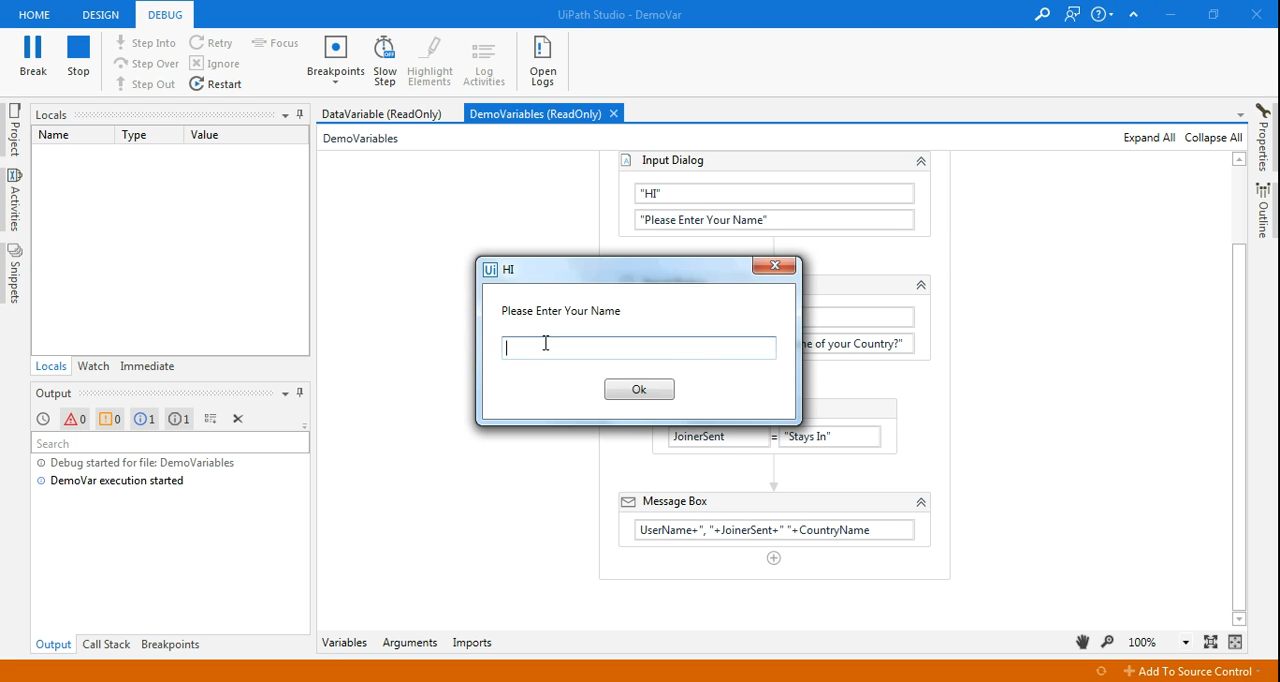 HOME DESIGN DEBUG UiPath Studio - DemoVar
Break Stop Step Into Step Over Step Out Retry Ignore Restart Focus Breakpoints Slow Step Highlight Elements Log Activities Open Logs
Project
Activities
Snippets
Locals
Name Type Value
Locals Watch Immediate
Output
0 0 1 1
Search
Debug started for file: DemoVariables
DemoVar execution started
Output Call Stack Breakpoints
DataVariable (ReadOnly) DemoVariables (ReadOnly)
DemoVariables Expand All Collapse All
Input Dialog
"HI"
"Please Enter Your Name"
Ui HI
Please Enter Your Name
Ok
of your Country?"
JoinerSent = "Stays In"
Message Box
UserName+", "+JoinerSent+" "+CountryName
Variables Arguments Imports 100%
Properties
Outline
Add To Source Control